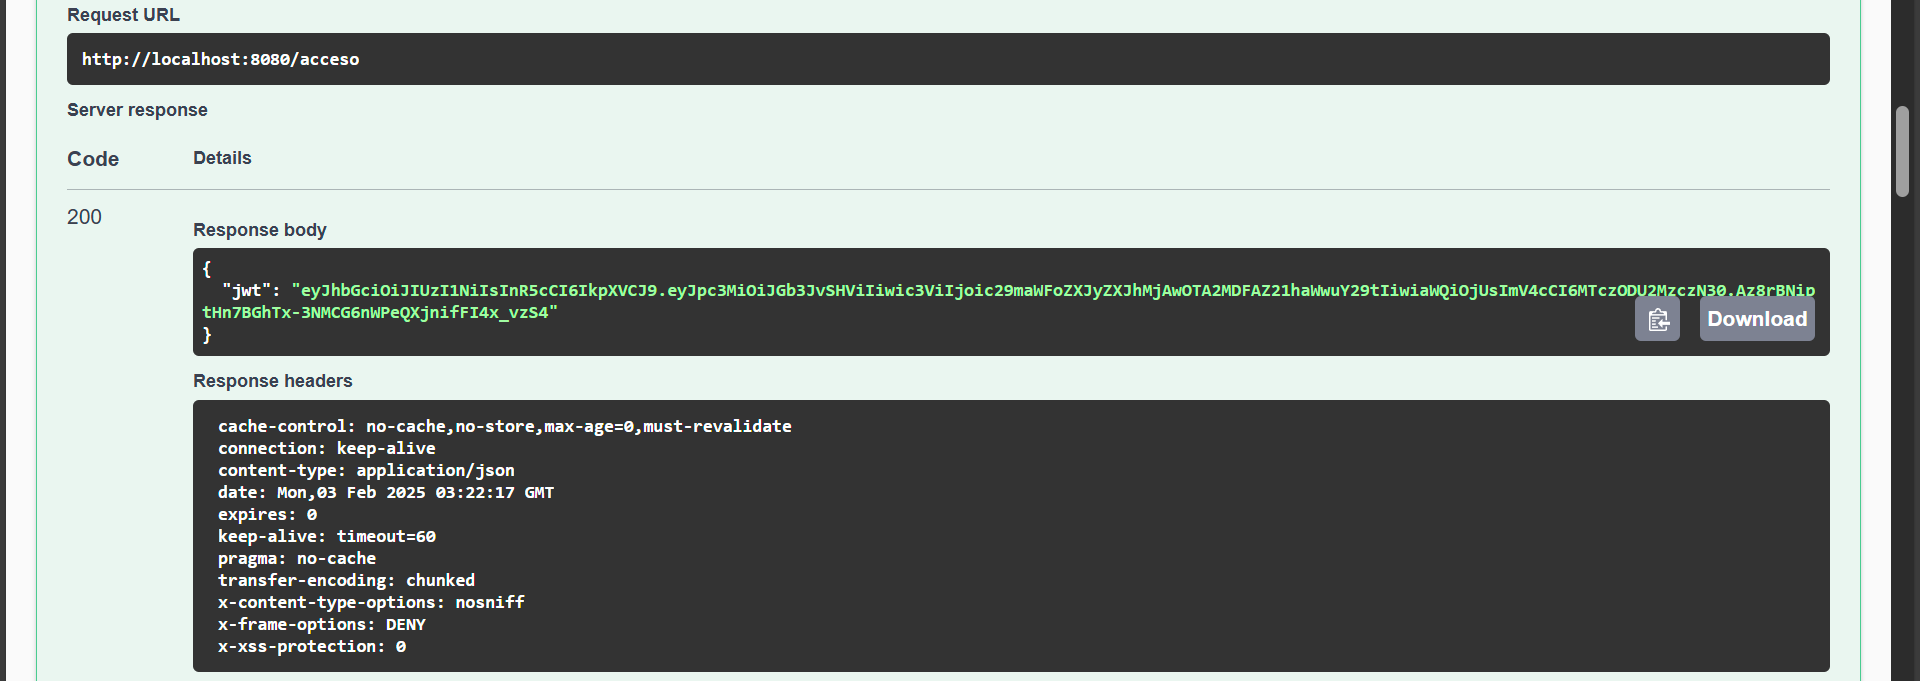 Request URL
http://localhost:8080/acceso
Server response
Code Details
200
Response body
{
"jwt": "eyJhbGciOiJIUzI1NiIsInR5cCI6IkpXVCJ9.eyJpc3MiOiJGb3JvSHViIiwic3ViIjoic29maWFoZXJyZXJhMjAwOTA2MDFAZ21haWwuY29tIiwiaWQiOjUsImV4cCI6MTczODU2MzczN30.Az8rBNip
tHn7BGhTx-3NMCG6nWPeQXjnifFI4x_vzS4"
}
Download
Response headers
cache-control: no-cache,no-store,max-age=0,must-revalidate
connection: keep-alive
content-type: application/json
date: Mon,03 Feb 2025 03:22:17 GMT
expires: 0
keep-alive: timeout=60
pragma: no-cache
transfer-encoding: chunked
x-content-type-options: nosniff
x-frame-options: DENY
x-xss-protection: 0